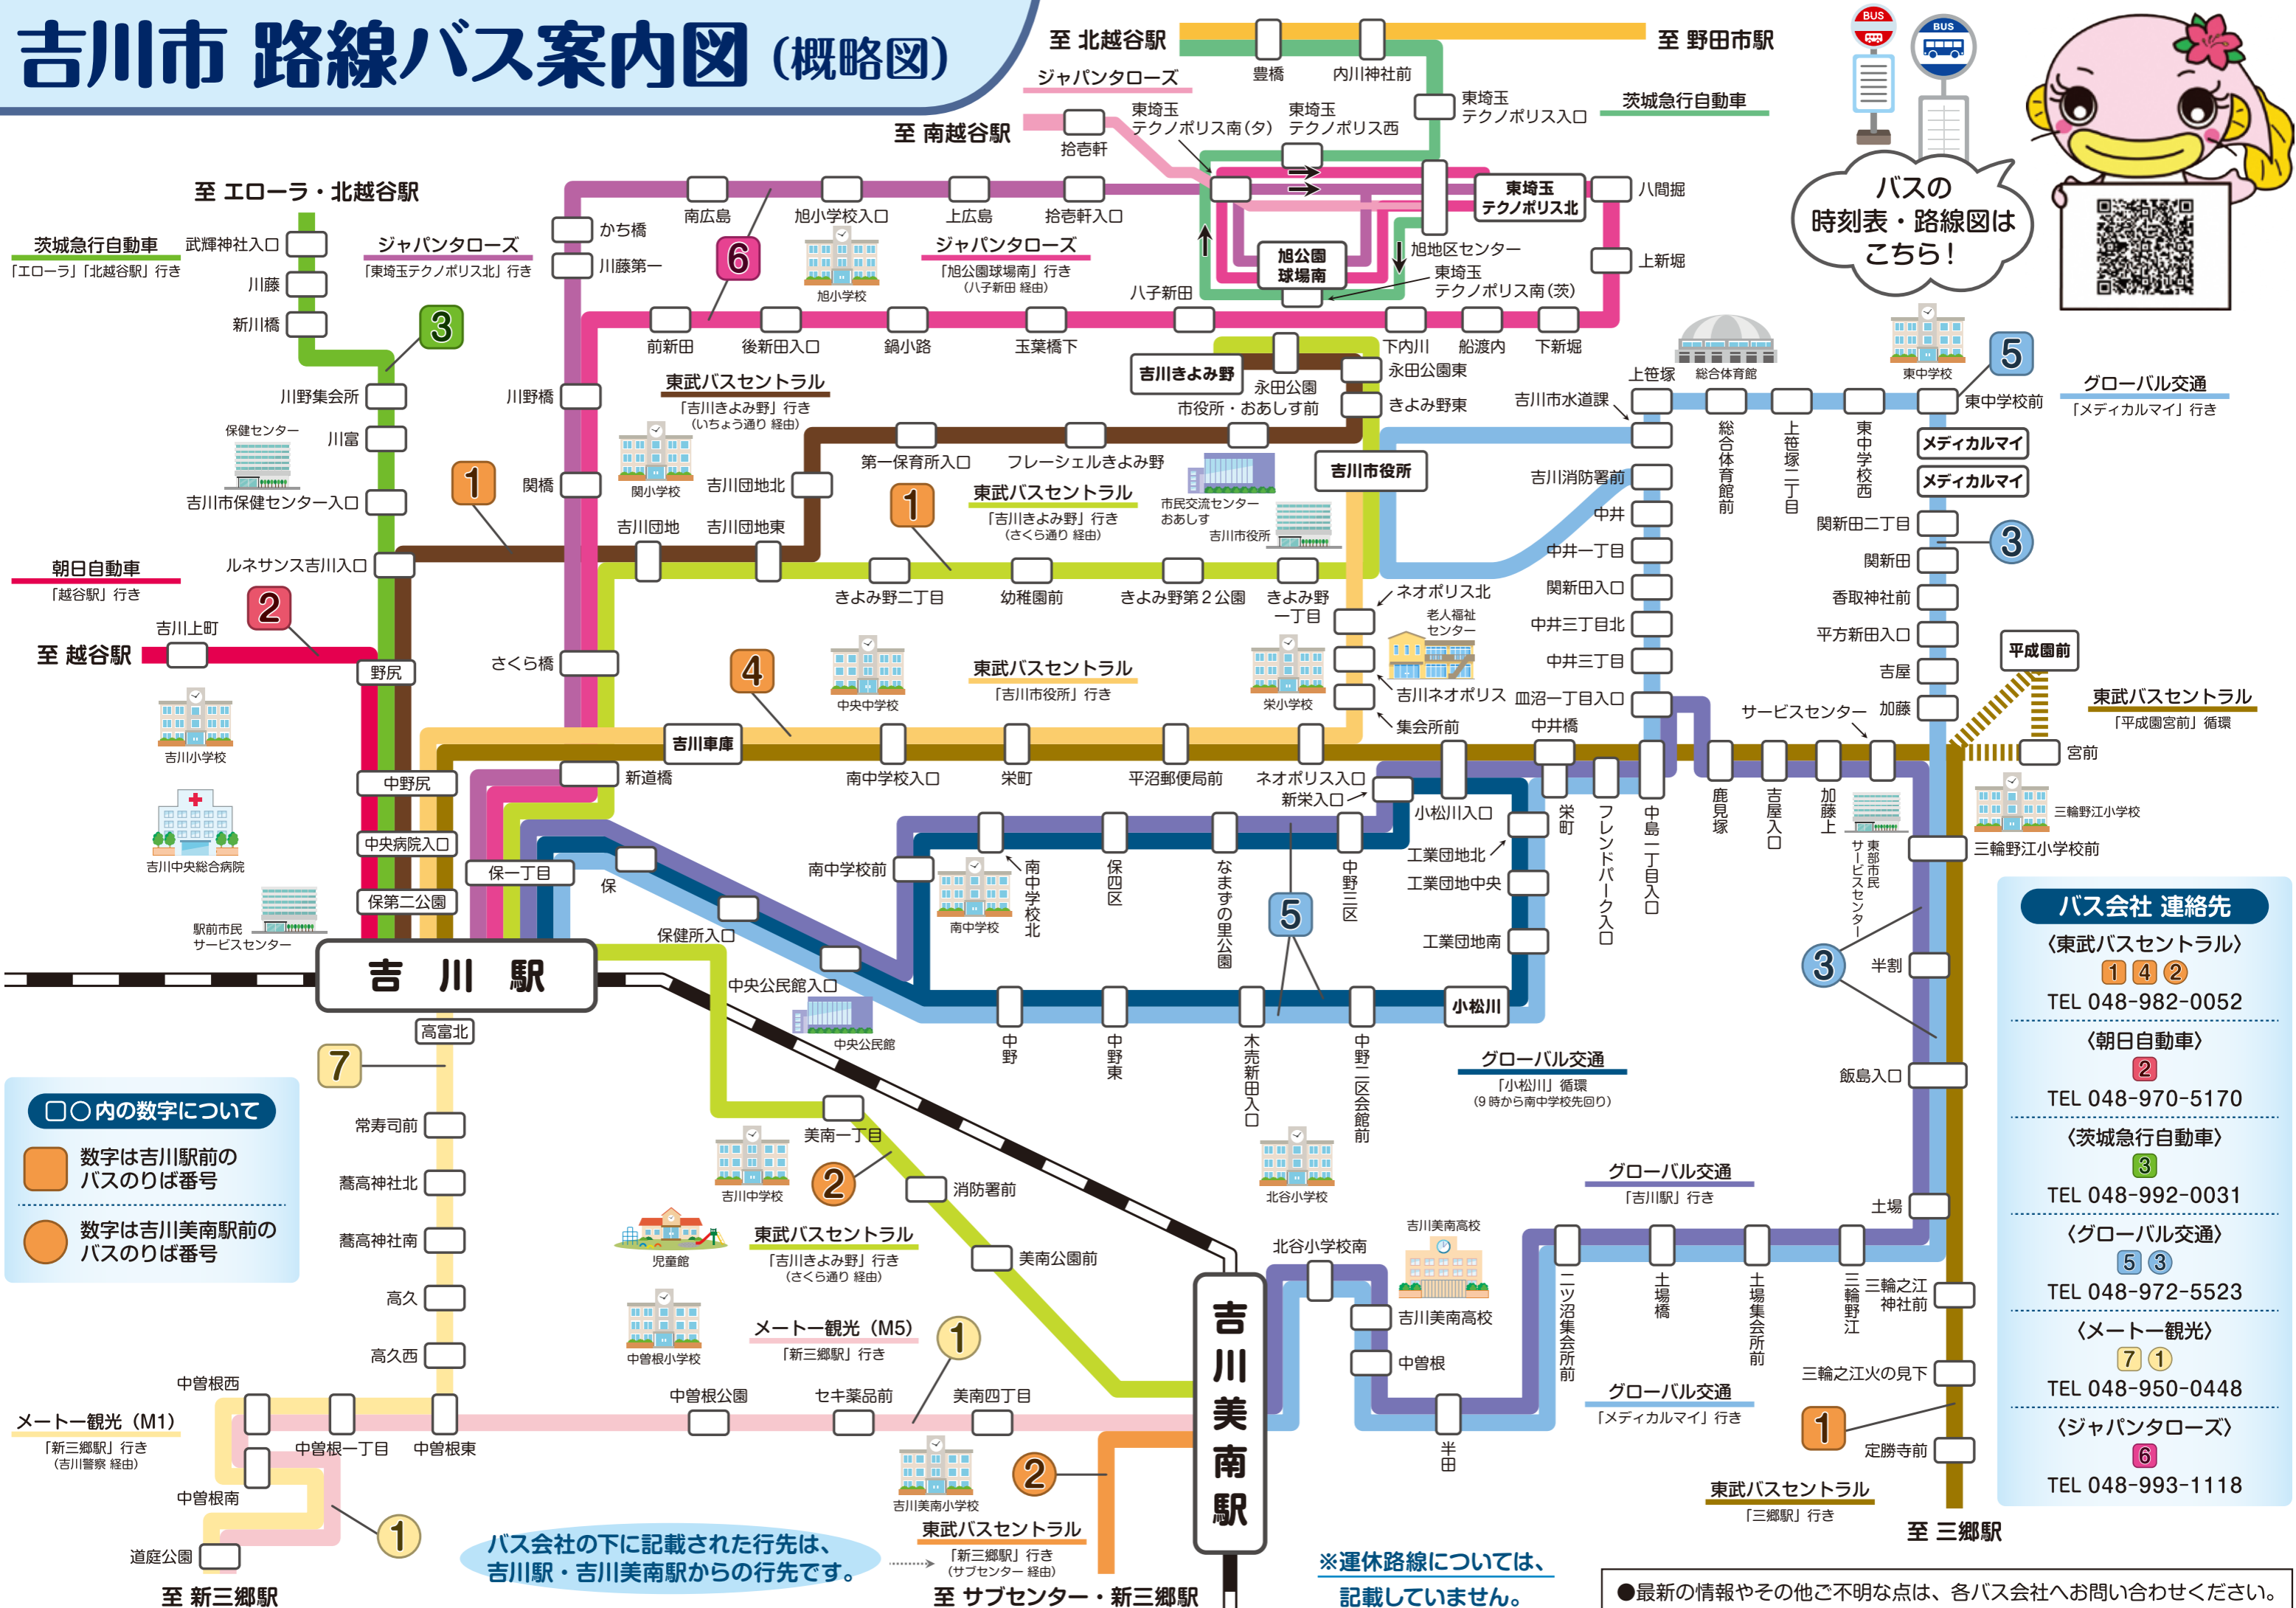 吉川市 路線バス案内図（概略図）
至 北越谷駅
豊橋
内川神社前
至 野田市駅
BUS
BUS
ジャパンタローズ
東埼玉
テクノポリス南（夕）
東埼玉
テクノポリス西
東埼玉
テクノポリス入口
茨城急行自動車
至 南越谷駅
拾壱軒
バスの
時刻表・路線図は
こちら！
至 エローラ・北越谷駅
茨城急行自動車
「エローラ」「北越谷駅」行き
武輝神社入口
川藤
新川橋
3
ジャパンタローズ
「東埼玉テクノポリス北」行き
かち橋
川藤第一
南広島
旭小学校入口
上広島
拾壱軒入口
6
旭小学校
ジャパンタローズ
「旭公園球場南」行き
（八子新田 経由）
東埼玉
テクノポリス北
八間堀
旭公園
球場南
旭地区センター
東埼玉
テクノポリス南（茨）
上新堀
八子新田
前新田
後新田入口
鍋小路
玉葉橋下
下内川
船渡内
下新堀
川野集会所
川富
保健センター
吉川市保健センター入口
川野橋
関橋
東武バスセントラル
「吉川きよみ野」行き
（いちょう通り 経由）
関小学校
吉川きよみ野
永田公園
永田公園東
市役所・おあしす前
きよみ野東
上笹塚
総合体育館
東中学校
5
東中学校前
グローバル交通
「メディカルマイ」行き
吉川市水道課
総合体育館前
上笹塚二丁目
東中学校西
メディカルマイ
メディカルマイ
第一保育所入口
フレーシェルきよみ野
吉川市役所
吉川団地北
吉川団地
吉川団地東
1
1
東武バスセントラル
「吉川きよみ野」行き
（さくら通り 経由）
市民交流センター
おあしす
吉川市役所
吉川消防署前
中井
中井一丁目
関新田入口
中井三丁目北
中井三丁目
皿沼一丁目入口
関新田二丁目
3
関新田
香取神社前
平方新田入口
吉屋
加藤
朝日自動車
「越谷駅」行き
ルネサンス吉川入口
2
至 越谷駅
吉川上町
野尻
きよみ野二丁目
幼稚園前
きよみ野第２公園
きよみ野
一丁目
ネオポリス北
老人福祉
センター
さくら橋
4
中央中学校
東武バスセントラル
「吉川市役所」行き
栄小学校
吉川ネオポリス
集会所前
平成園前
東武バスセントラル
「平成園宮前」循環
サービスセンター
宮前
吉川小学校
吉川車庫
南中学校入口
栄町
平沼郵便局前
ネオポリス入口
中井橋
新道橋
中野尻
中央病院入口
保第二公園
吉川中央総合病院
駅前市民
サービスセンター
保一丁目
保
保健所入口
中央公民館入口
中央公民館
新栄入口
小松川入口
栄町
フレンドパーク入口
中島一丁目入口
鹿見塚
吉屋入口
加藤上
東部市民
サービスセンター
三輪野江小学校
三輪野江小学校前
南中学校前
南中学校
南中学校北
保四区
なまずの里公園
中野三区
5
工業団地北
工業団地中央
工業団地南
吉川駅
中野
中野東
木売新田入口
中野二区会館前
小松川
グローバル交通
「小松川」循環
（9時から南中学校先回り）
3
半割
飯島入口
土場
バス会社 連絡先
〈東武バスセントラル〉
1 4 2
TEL 048-982-0052
〈朝日自動車〉
2
TEL 048-970-5170
〈茨城急行自動車〉
3
TEL 048-992-0031
〈グローバル交通〉
5 3
TEL 048-972-5523
〈メートー観光〉
7 1
TEL 048-950-0448
〈ジャパンタローズ〉
6
TEL 048-993-1118
高富北
7
□○内の数字について
数字は吉川駅前の
バスのりば番号
数字は吉川美南駅前の
バスのりば番号
常寿司前
蕎高神社北
蕎高神社南
高久
高久西
美南一丁目
吉川中学校
2
消防署前
児童館
東武バスセントラル
「吉川きよみ野」行き
（さくら通り 経由）
美南公園前
中曽根小学校
メートー観光（M5）
「新三郷駅」行き
1
北谷小学校
北谷小学校南
吉川美南高校
吉川美南高校
中曽根
グローバル交通
「吉川駅」行き
二ツ沼集会所前
土場橋
土場集会所前
三輪野江
三輪之江
神社前
三輪之江火の見下
定勝寺前
1
グローバル交通
「メディカルマイ」行き
半田
吉川美南駅
中曽根西
メートー観光（M1）
「新三郷駅」行き
（吉川警察 経由）
中曽根一丁目
中曽根東
中曽根公園
セキ薬品前
美南四丁目
中曽根南
1
道庭公園
至 新三郷駅
吉川美南小学校
2
東武バスセントラル
「新三郷駅」行き
（サブセンター 経由）
バス会社の下に記載された行先は、
吉川駅・吉川美南駅からの行先です。
至 サブセンター・新三郷駅
※運休路線については、
記載していません。
東武バスセントラル
「三郷駅」行き
至 三郷駅
●最新の情報やその他ご不明な点は、各バス会社へお問い合わせください。